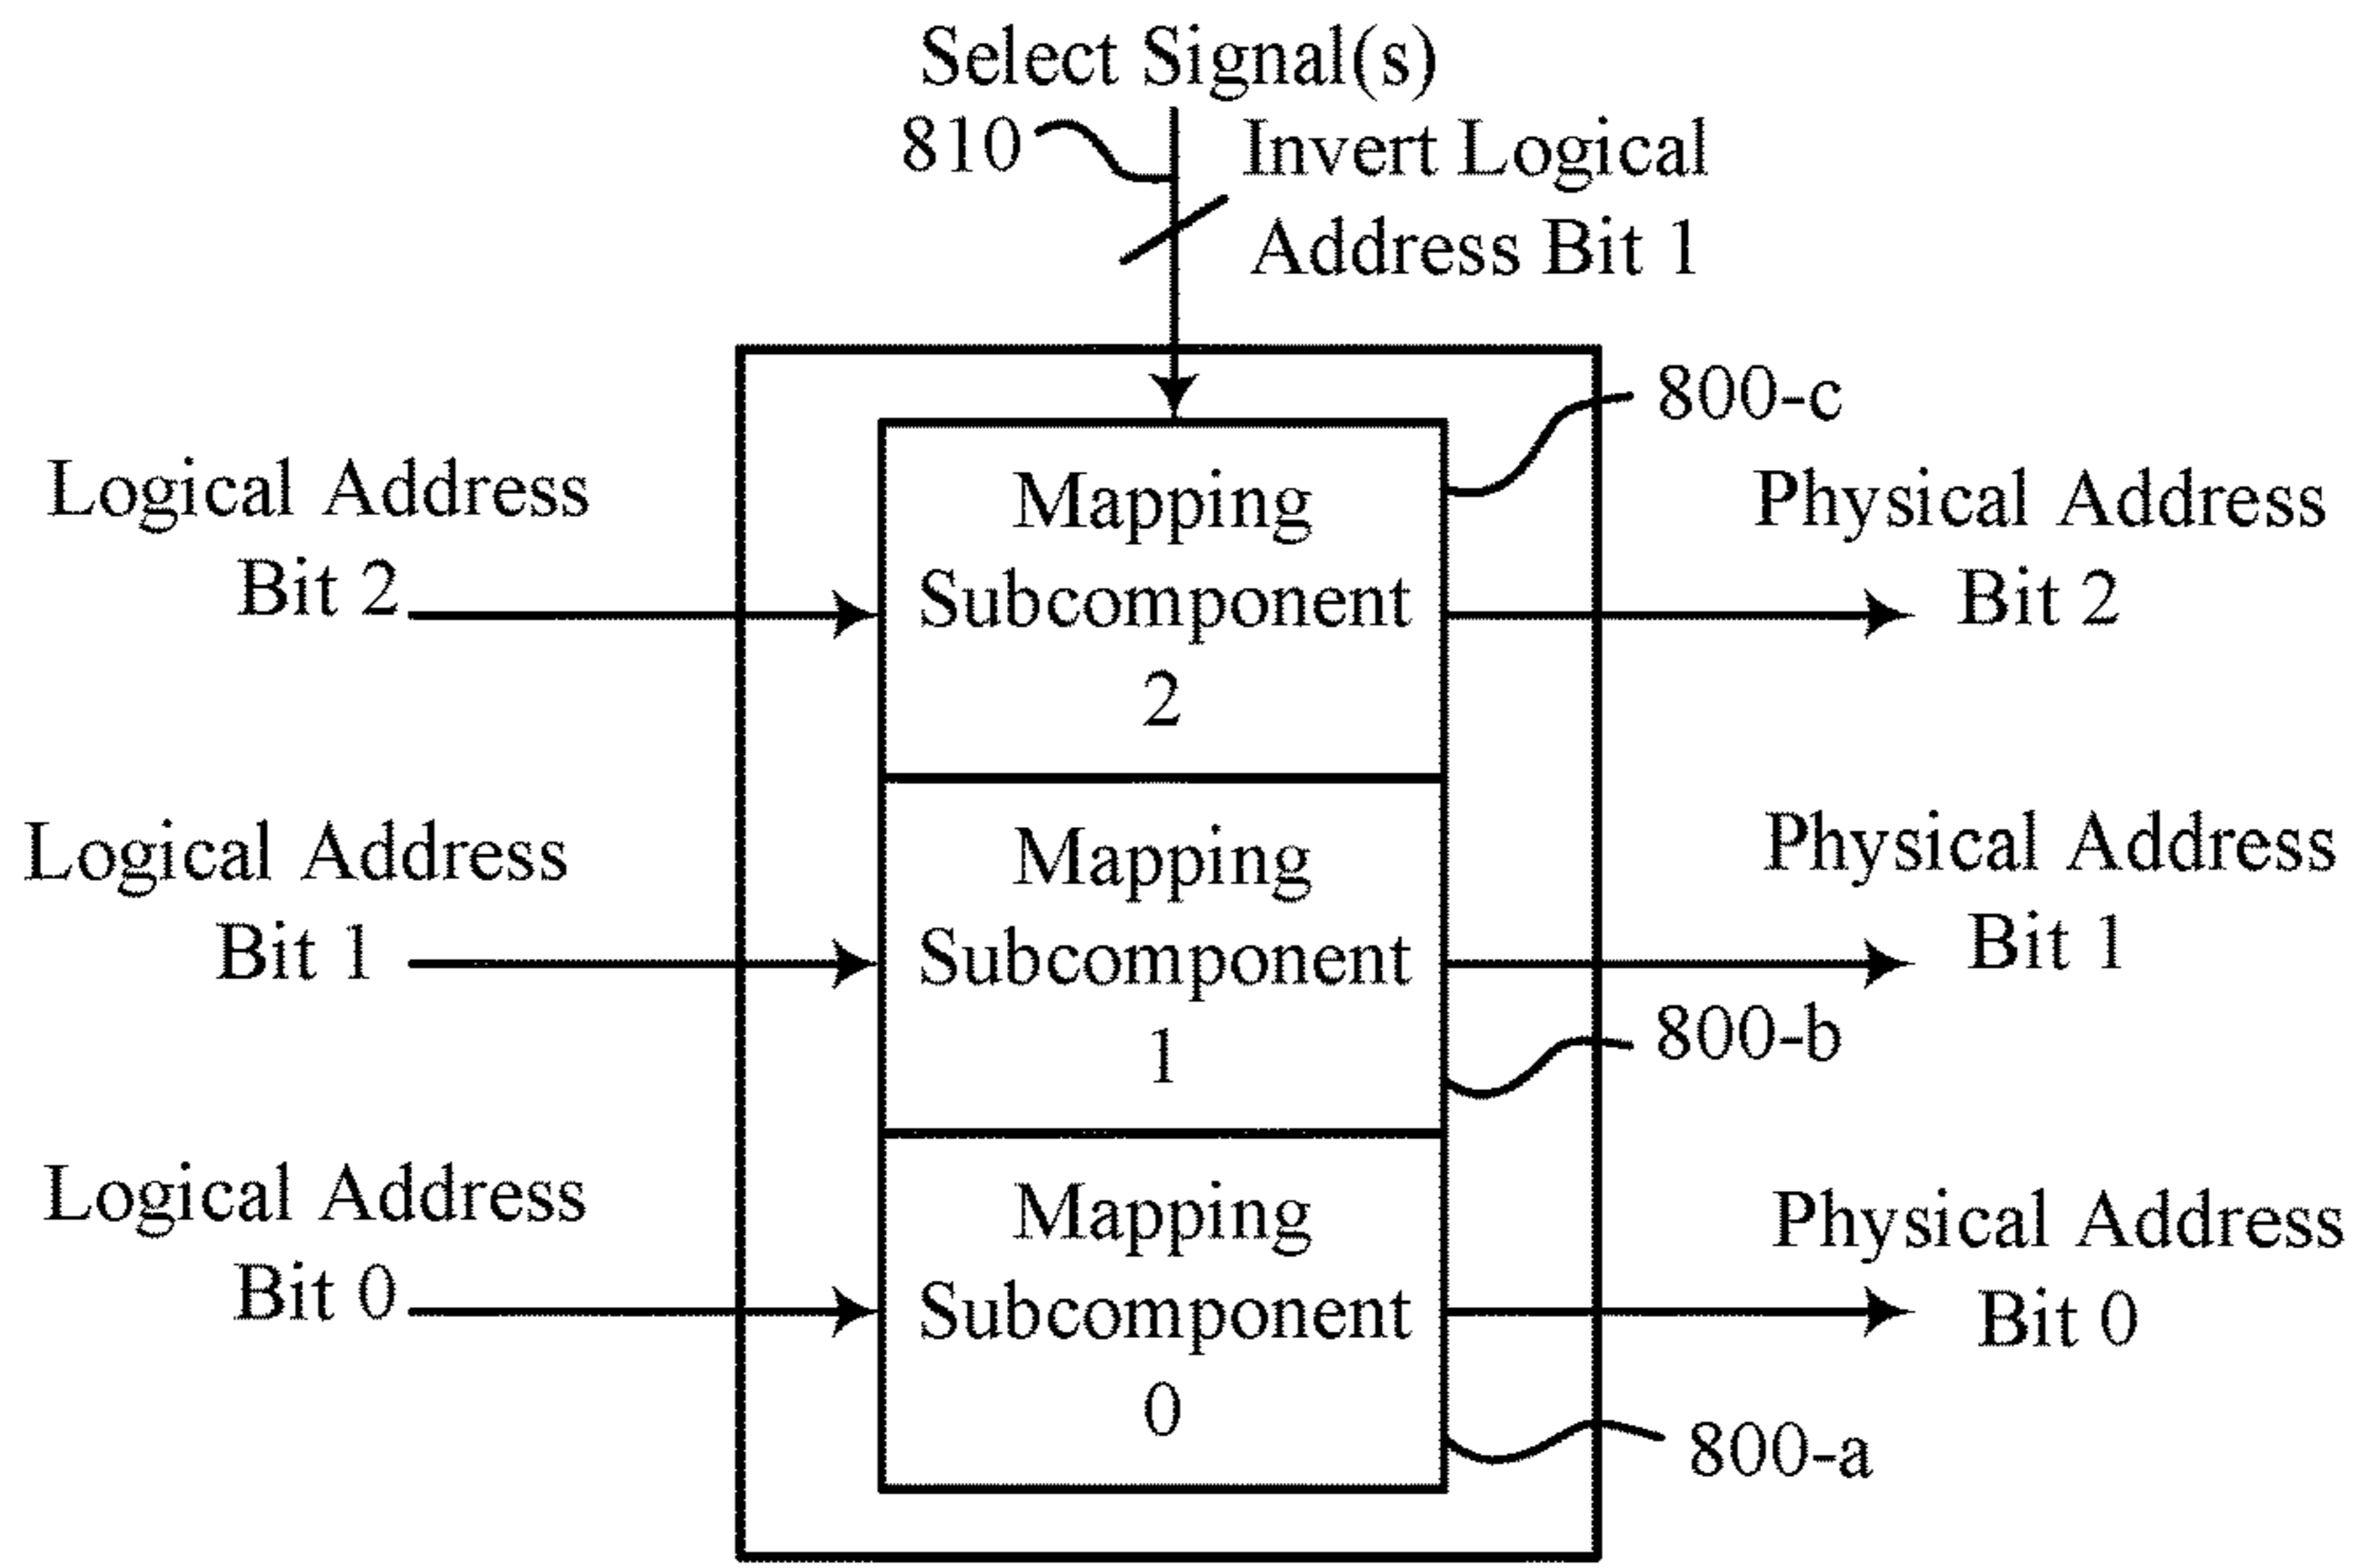 Select Signal(s)
810
Invert Logical
Address Bit 1
800-c
Logical Address
Bit 2
Mapping
Subcomponent
2
Physical Address
Bit 2
Logical Address
Bit 1
Mapping
Subcomponent
1
Physical Address
Bit 1
800-b
Logical Address
Bit 0
Mapping
Subcomponent
0
Physical Address
Bit 0
800-a